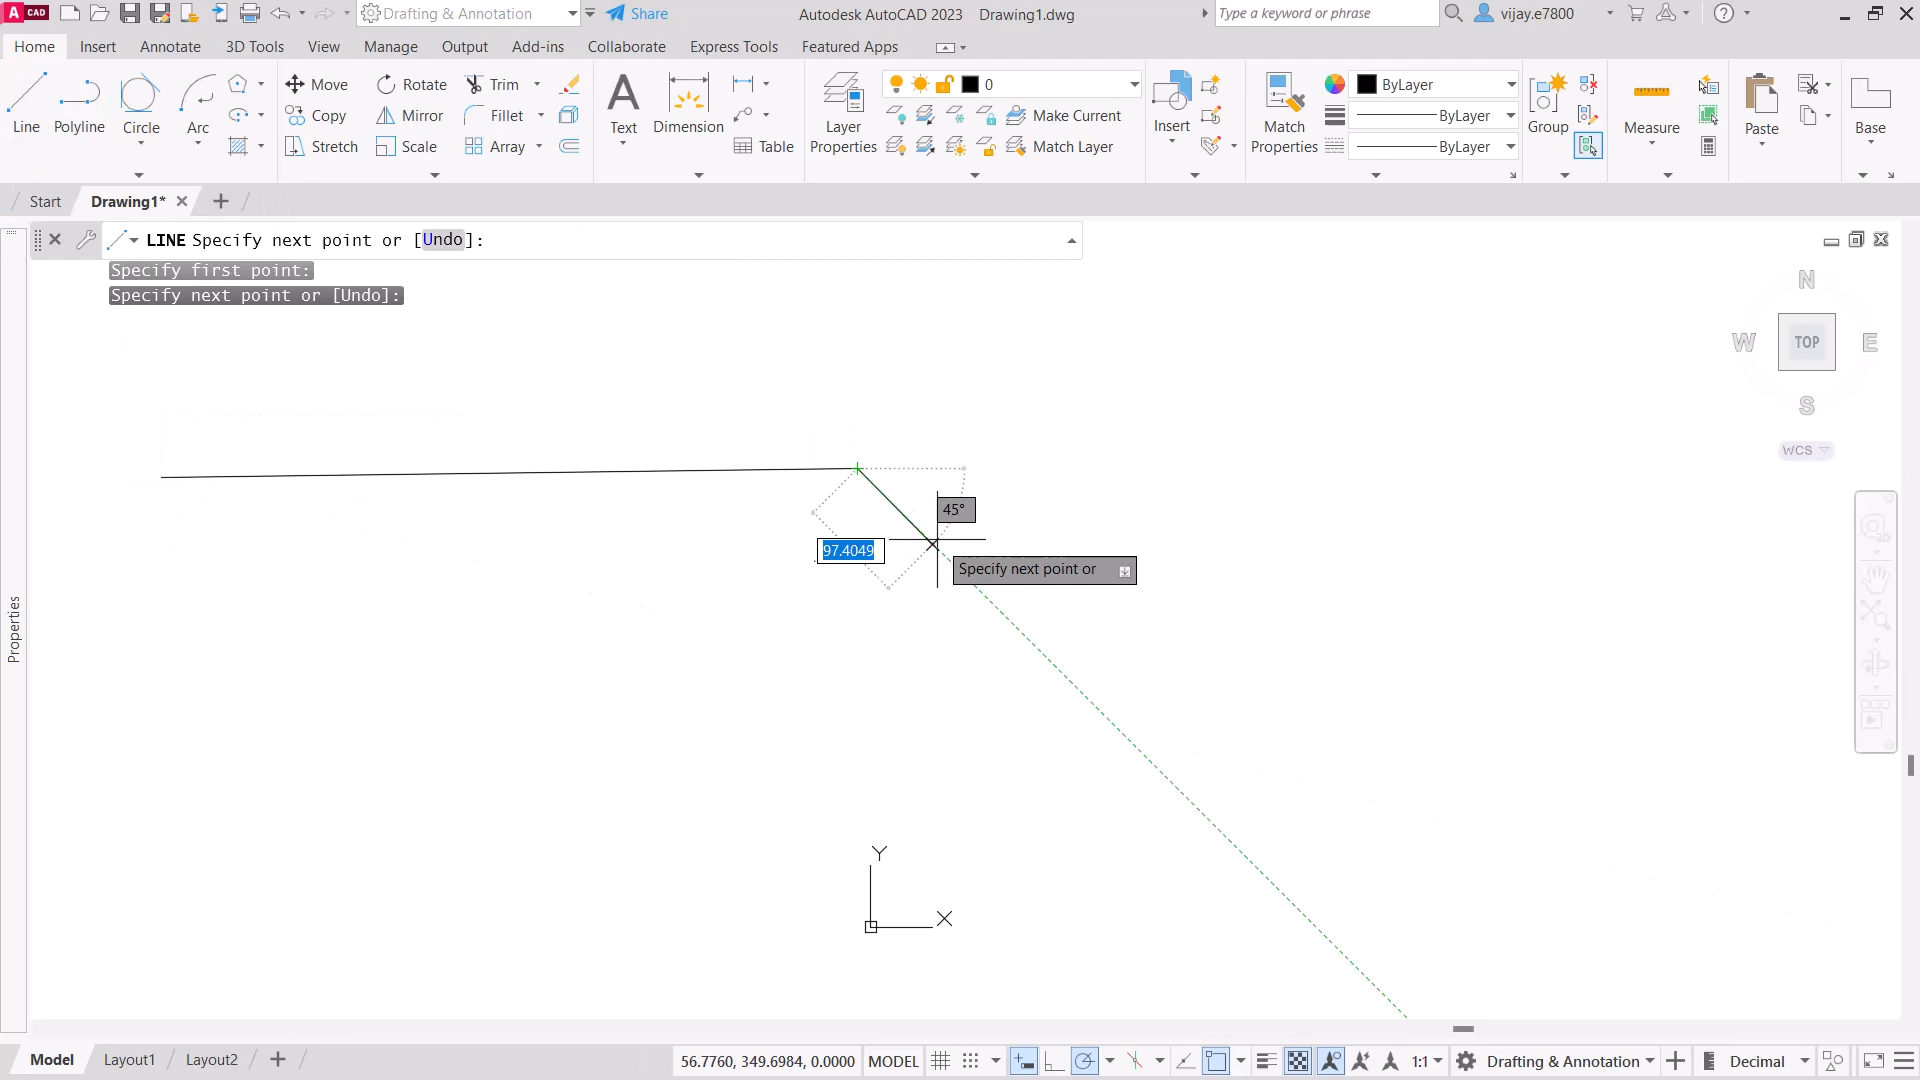 A CAD Drafting & Annotation Share Autodesk AutoCAD 2023 Drawing1.dwg Type a keyword or phrase vijay.e7800
Home Insert Annotate 3D Tools View Manage Output Add-ins Collaborate Express Tools Featured Apps
Line Polyline Circle Arc
Move Rotate Trim
Copy Mirror Fillet
Stretch Scale Array
Text Dimension Table
Layer Properties
0
Make Current
Match Layer
Insert
Match Properties
ByLayer
ByLayer
ByLayer
Group
Measure
Paste
Base
Start Drawing1*
LINE Specify next point or [Undo]:
Specify first point:
Specify next point or [Undo]:
N
W TOP E
S
WCS
45°
97.4049
Specify next point or
Properties
Y
X
Model Layout1 Layout2 56.7760, 349.6984, 0.0000 MODEL 1:1 Drafting & Annotation Decimal